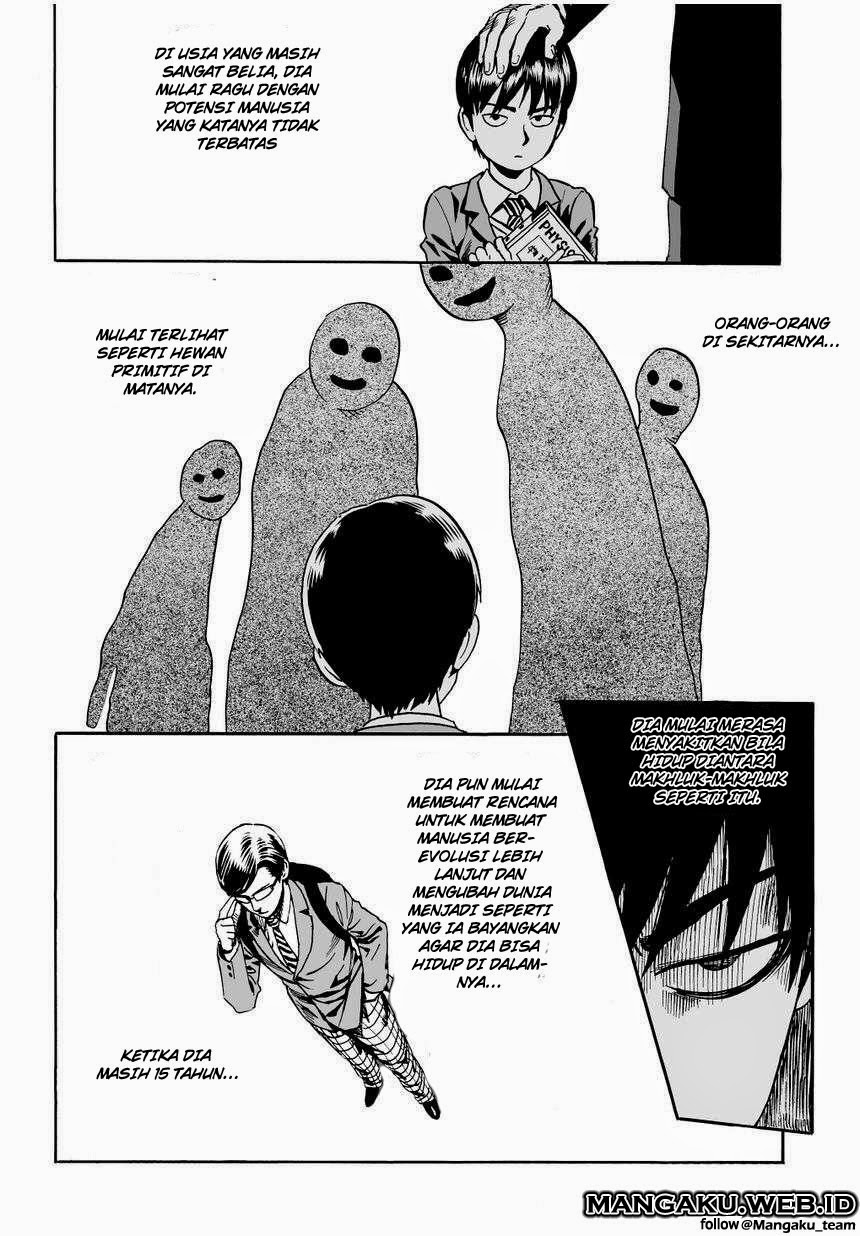 DI USIA YANG MASIH
SANGAT BELIA, DIA
MULAI RAGU DENGAN
POTENSI MANUSIA
YANG KATANYA TIDAK
TERBATAS
ORANG-ORANG
DI SEKITARNYA...
MULAI TERLIHAT
SEPERTI HEWAN
PRIMITIF DI
MATANYA.
DIA MULAI MERASA
MENYAKITKAN BILA
HIDUP DIANTARA
MAKHLUK-MAKHLUK
SEPERTI ITU.
DIA PUN MULAI
MEMBUAT RENCANA
UNTUK MEMBUAT
MANUSIA BER-
EVOLUSI LEBIH
LANJUT DAN
MENGUBAH DUNIA
MENJADI SEPERTI
YANG IA BAYANGKAN
AGAR DIA BISA
HIDUP DI DALAM-
NYA...
KETIKA DIA
MASIH 15 TAHUN...
MANGAKU.WEB.ID
follow @Mangaku_team